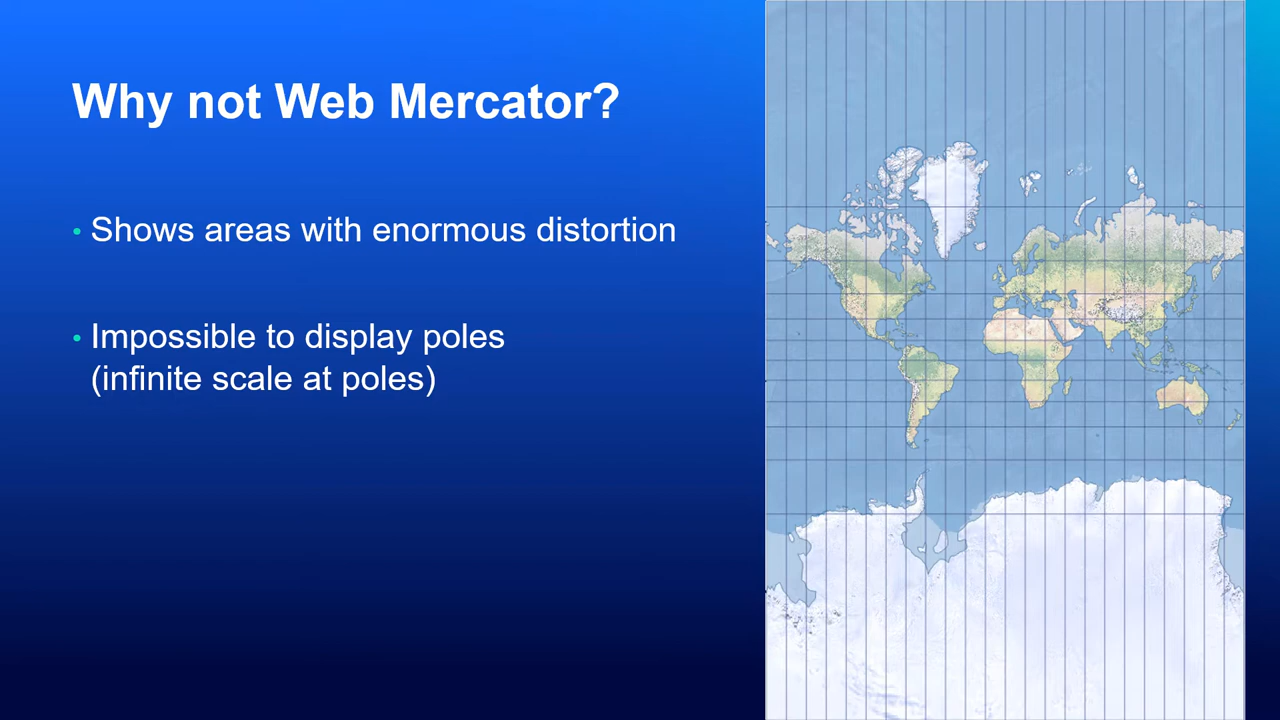 Why not Web Mercator?
• Shows areas with enormous distortion
• Impossible to display poles
(infinite scale at poles)